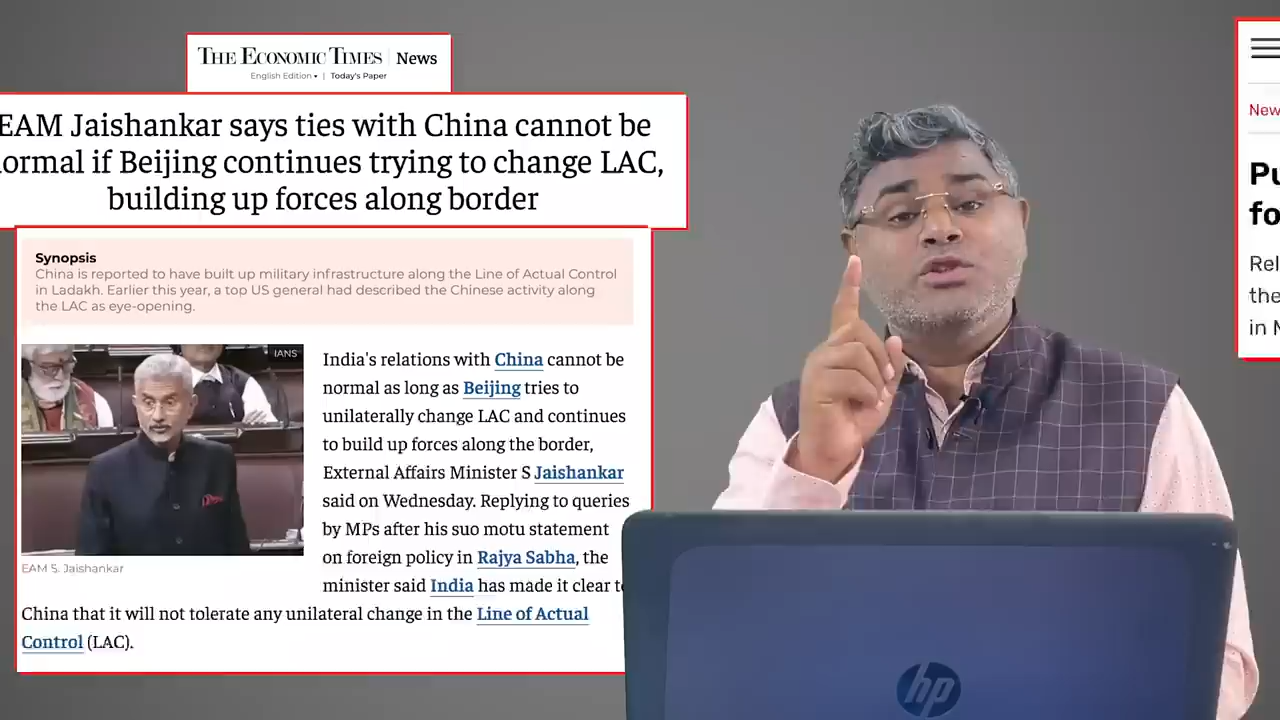 THE ECONOMIC TIMES | News
English Edition ▾ | Today's Paper
EAM Jaishankar says ties with China cannot be
ormal if Beijing continues trying to change LAC,
building up forces along border
Synopsis
China is reported to have built up military infrastructure along the Line of Actual Control
in Ladakh. Earlier this year, a top US general had described the Chinese activity along
the LAC as eye-opening.
IANS
EAM S. Jaishankar
India's relations with China cannot be
normal as long as Beijing tries to
unilaterally change LAC and continues
to build up forces along the border,
External Affairs Minister S Jaishankar
said on Wednesday. Replying to queries
by MPs after his suo motu statement
on foreign policy in Rajya Sabha, the
minister said India has made it clear t
China that it will not tolerate any unilateral change in the Line of Actual
Control (LAC).
hp
New
Pu
fo
Rel
the
in